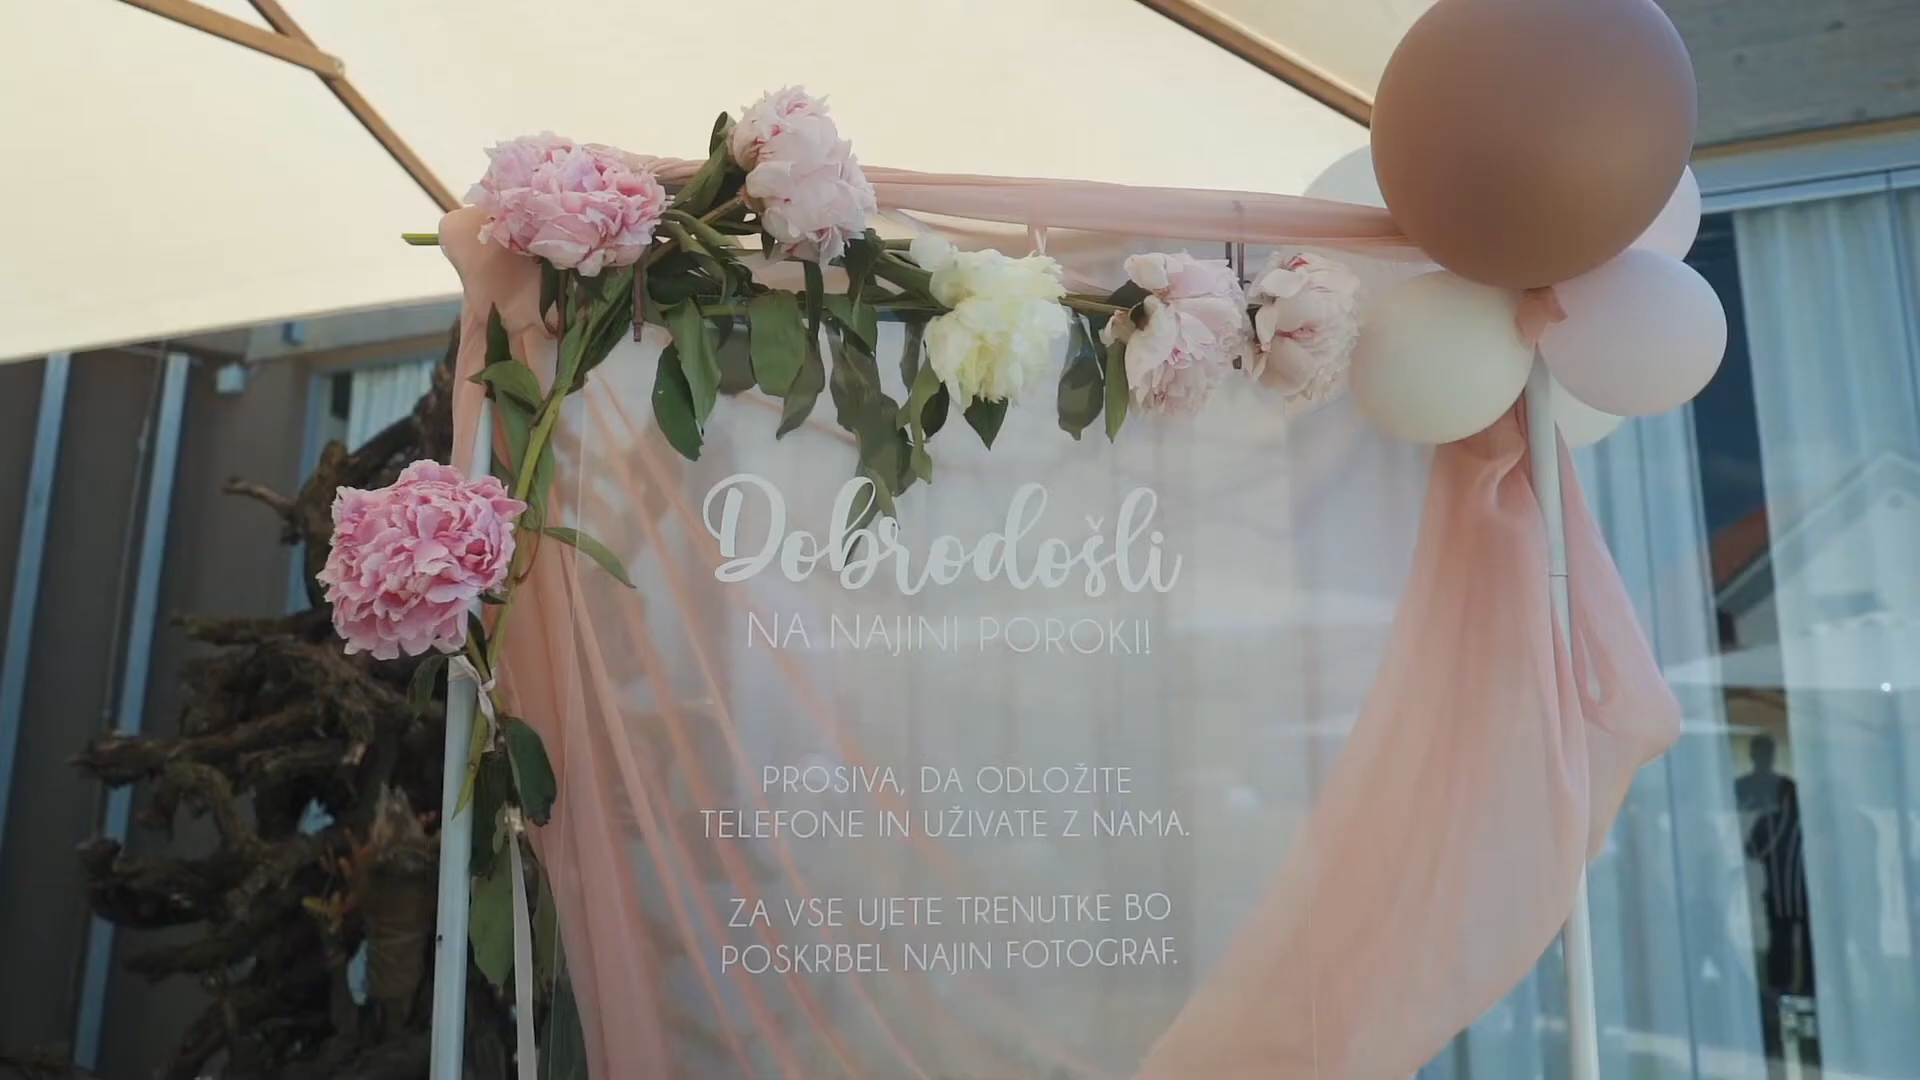 Dobrodošli
NA NAJINI POROKI!
PROSIVA, DA ODLOŽITE
TELEFONE IN UŽIVATE Z NAMA.
ZA VSE UJETE TRENUTKE BO
POSKRBEL NAJIN FOTOGRAF.